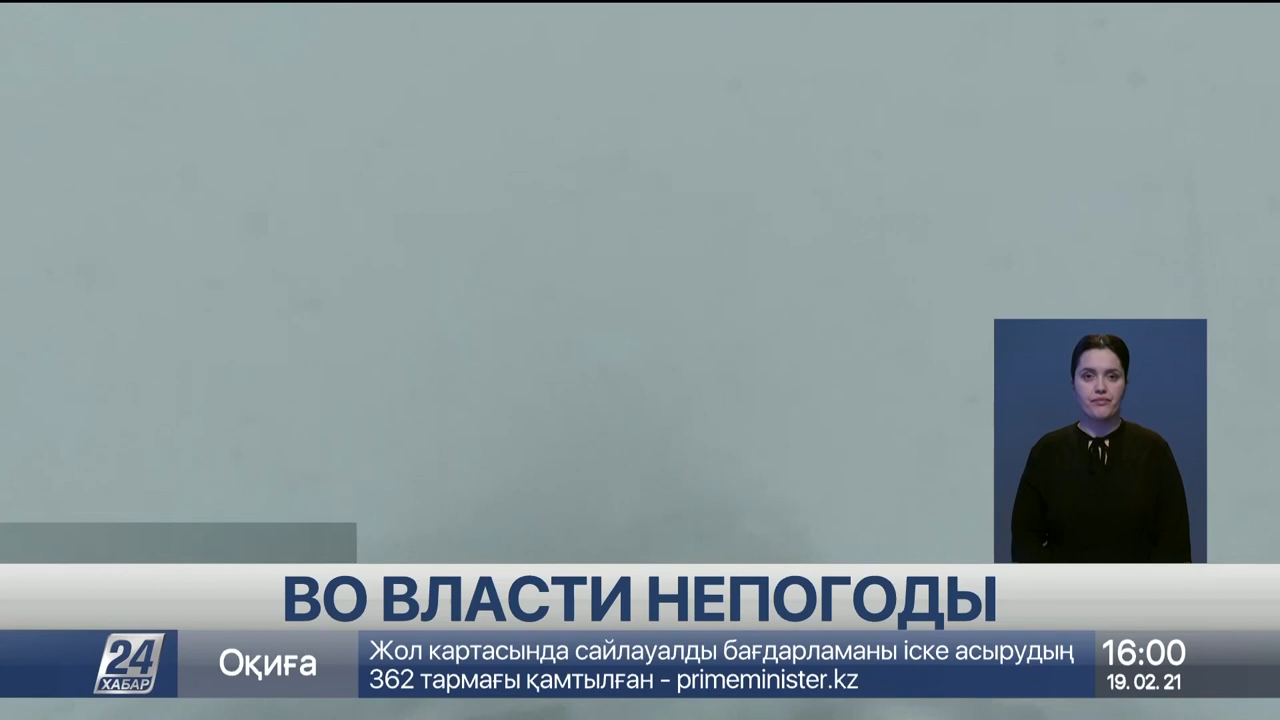 ВО ВЛАСТИ НЕПОГОДЫ
24
ХАБАР
Оқиға
Жол картасында сайлауалды бағдарламаны іске асырудың
362 тармағы қамтылған - primeminister.kz
16:00
19. 02. 21